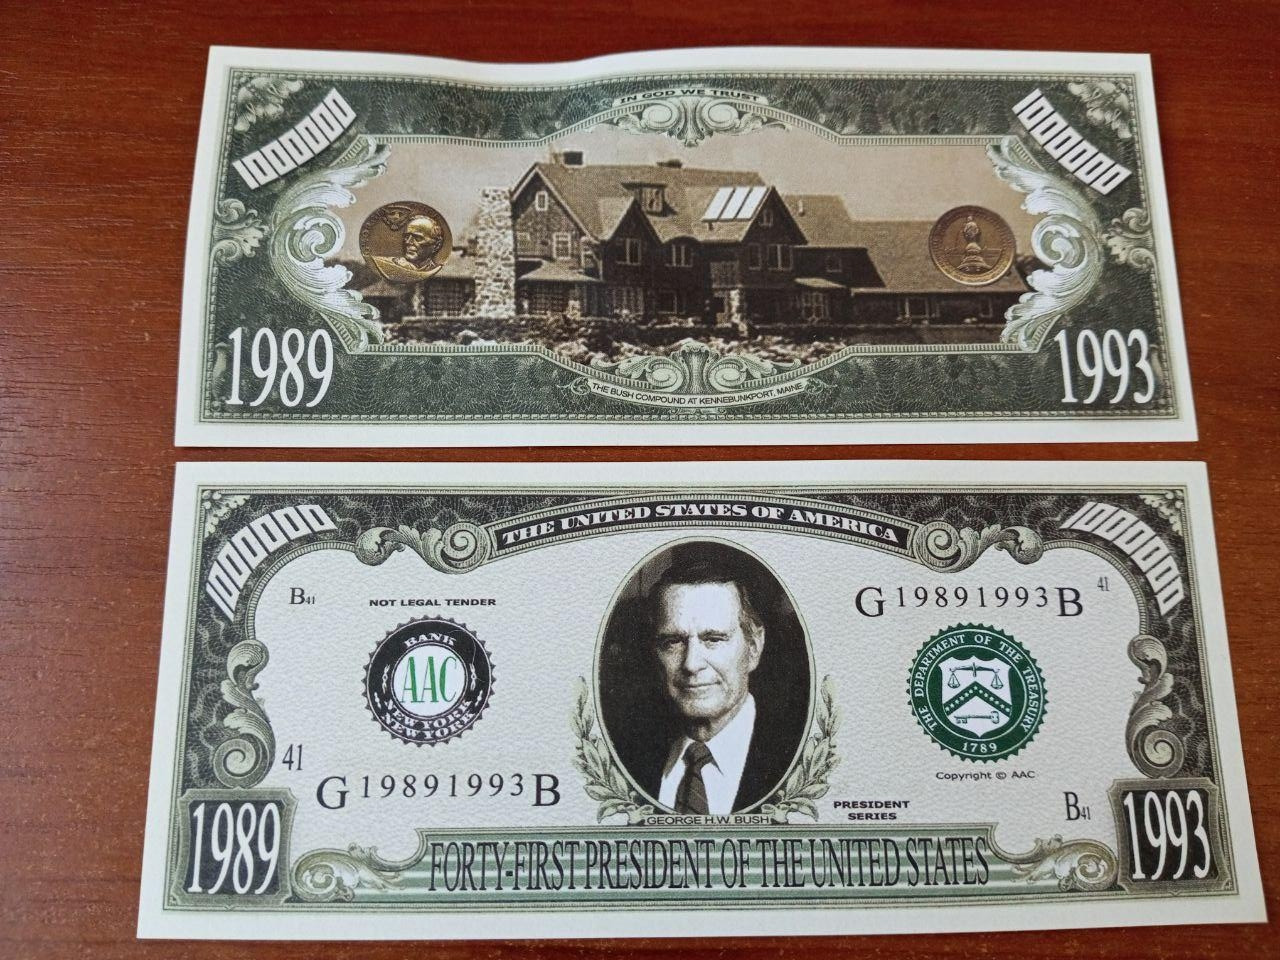 IN GOD WE TRUST
1000000
1000000
1989
1993
THE BUSH COMPOUND AT KENNEBUNKPORT, MAINE
THE UNITED STATES OF AMERICA
1000000
1000000
B41
NOT LEGAL TENDER
G19891993B
41
BANK
AAC
NEW YORK
NEW YORK
THE DEPARTMENT OF THE TREASURY
1789
Copyright © AAC
41
G19891993B
PRESIDENT
SERIES
B41
GEORGE H.W. BUSH
1989
1993
FORTY-FIRST PRESIDENT OF THE UNITED STATES